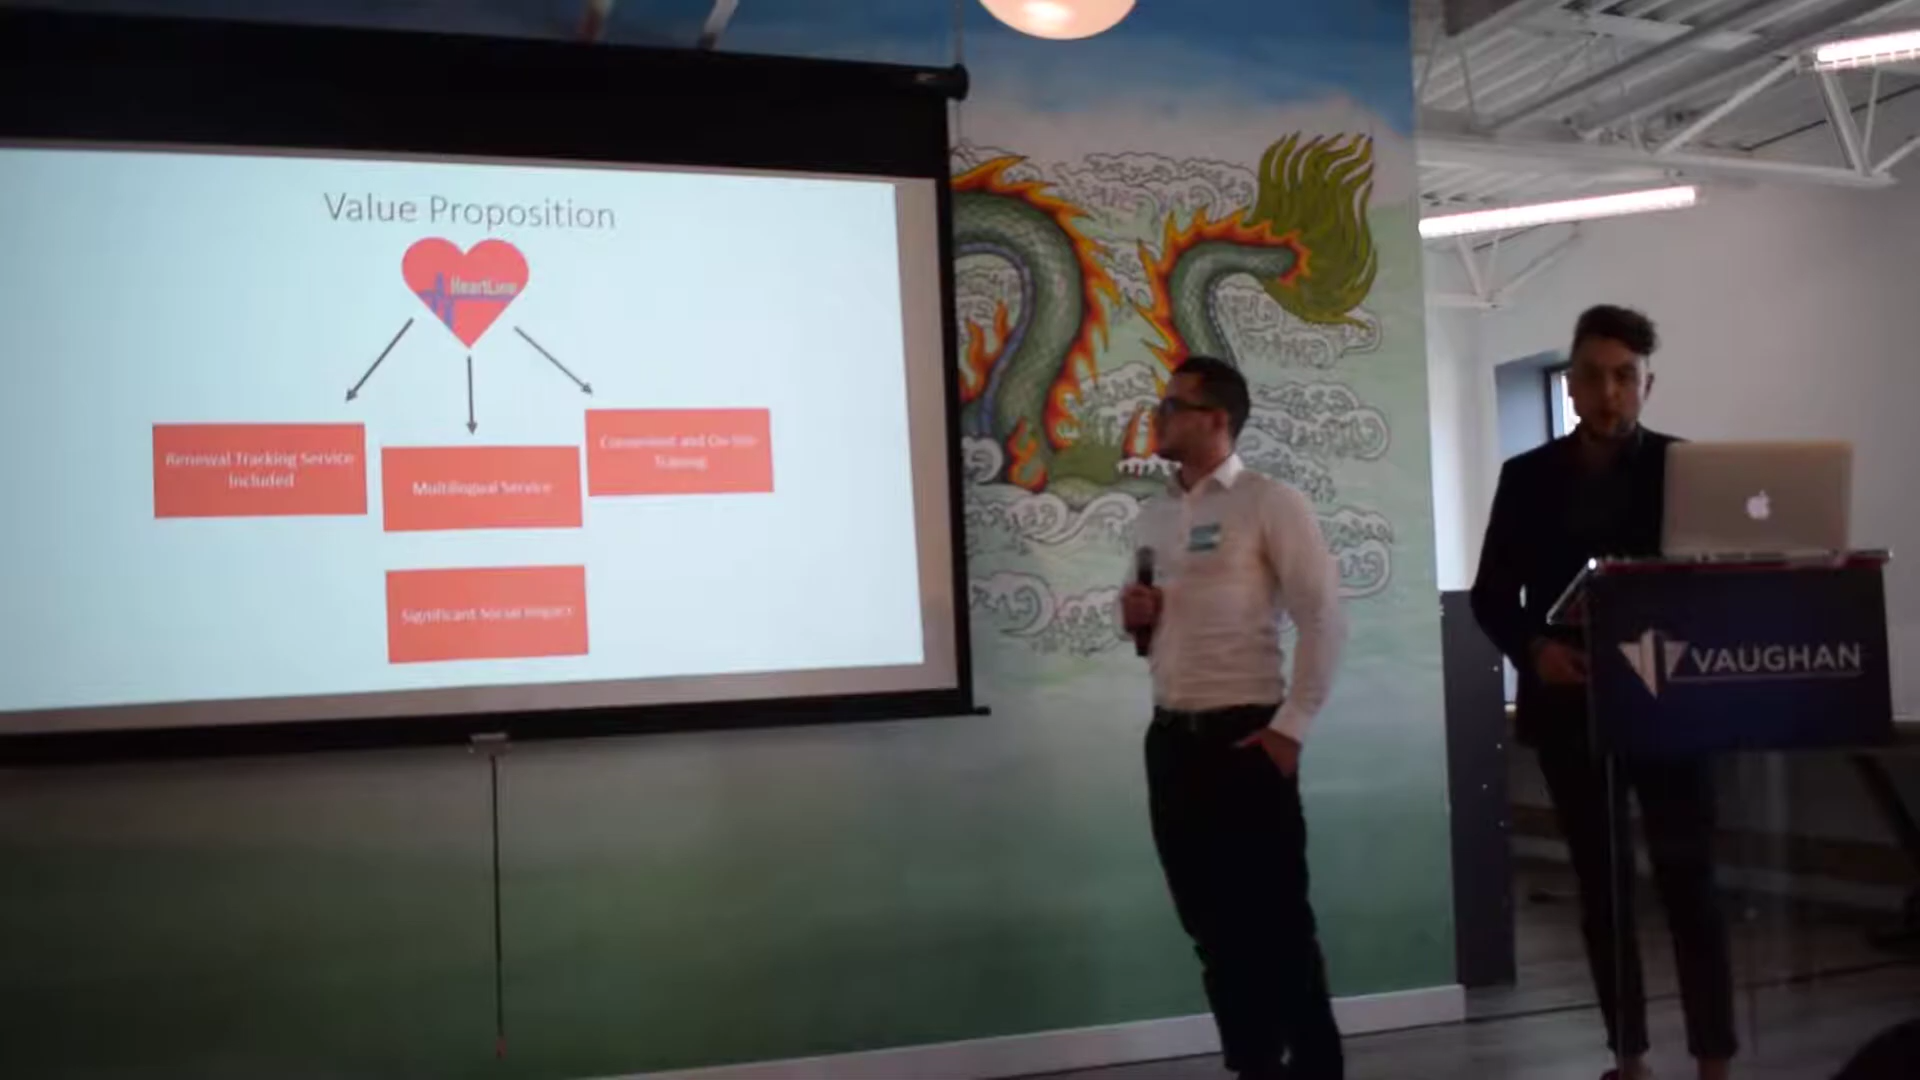 Value Proposition
HeartLine
Renewal Tracking Service
Included
Multilingual Service
Convenient and On-Site
Training
Significant Social Impact
VAUGHAN